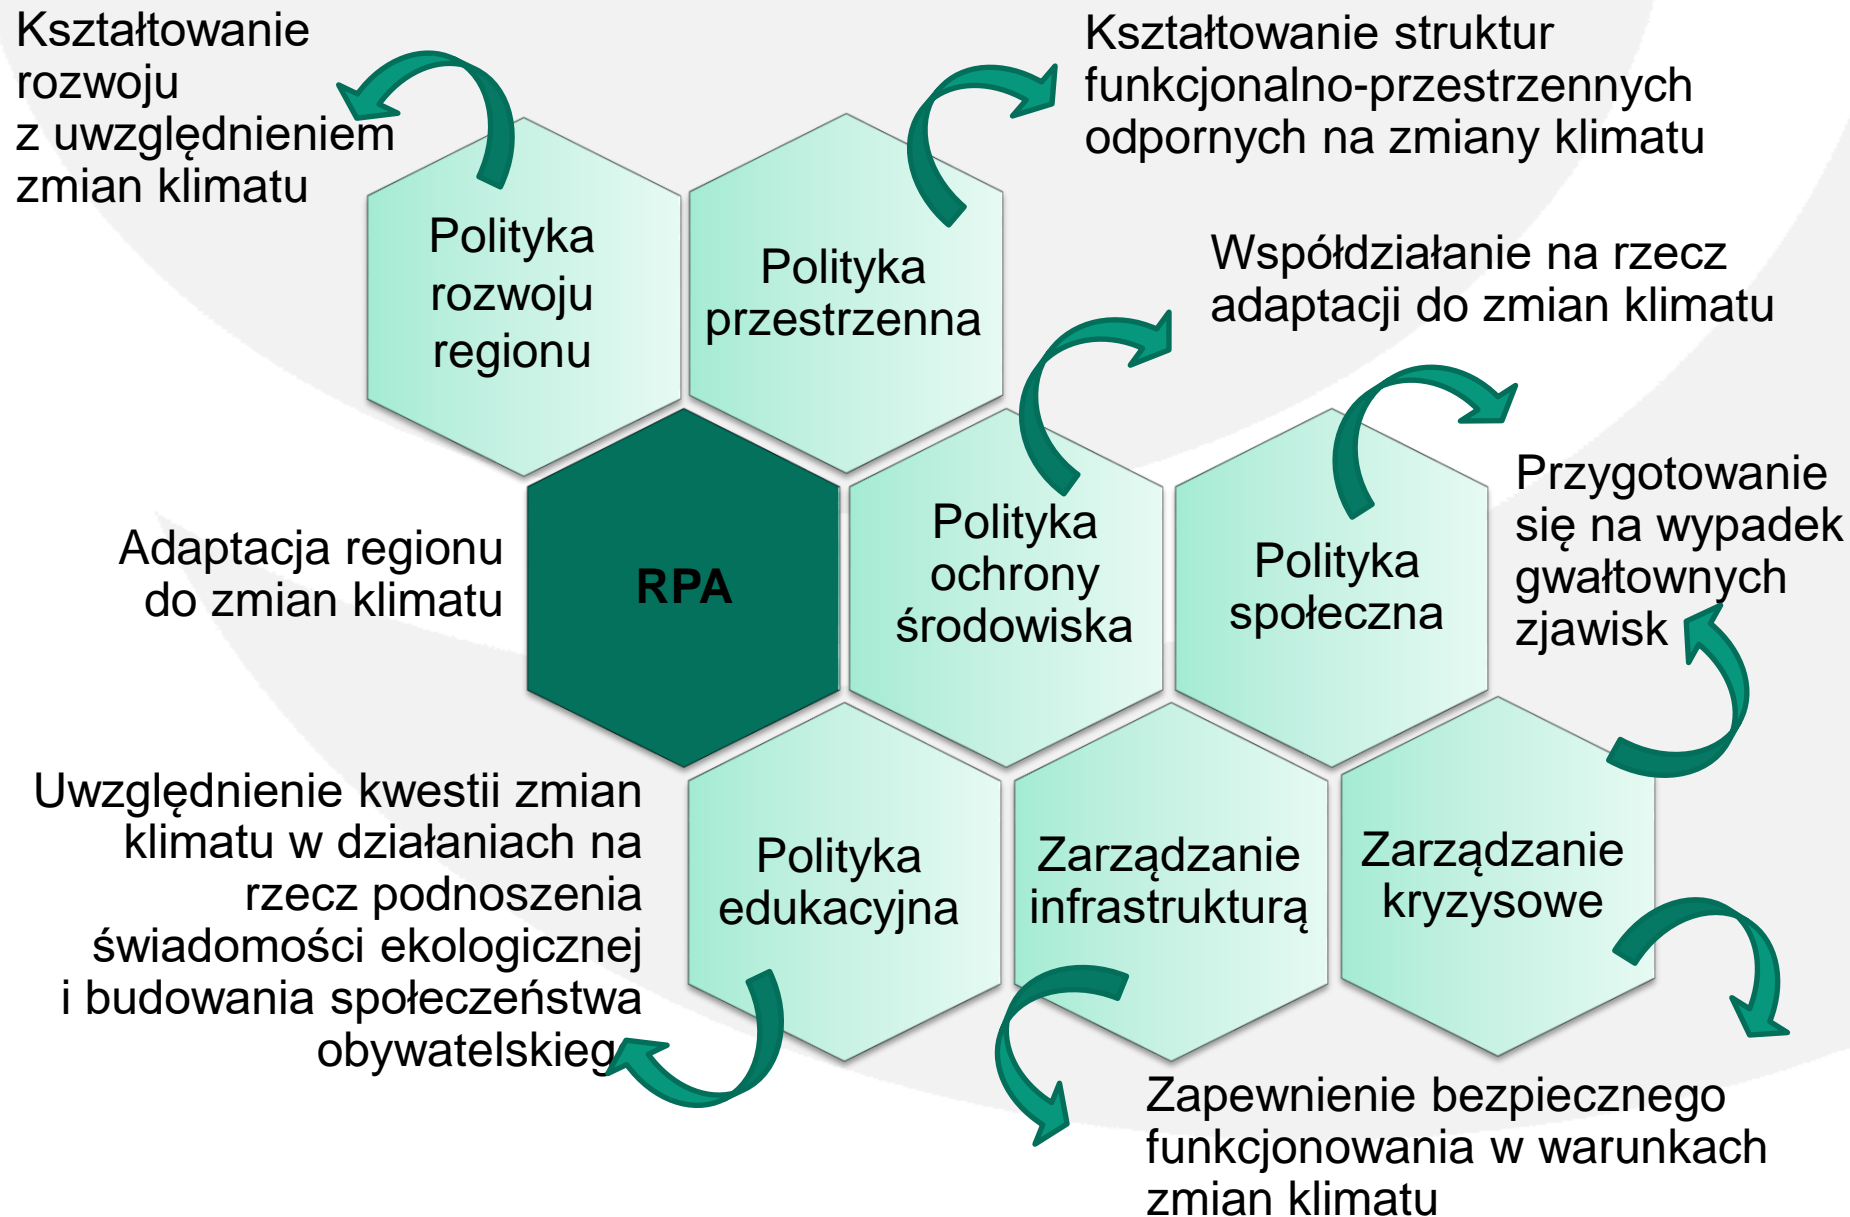 Kształtowanie
rozwoju
z uwzględnieniem
zmian klimatu
Kształtowanie struktur
funkcjonalno-przestrzennych
odpornych na zmiany klimatu
Polityka
rozwoju
regionu
Polityka
przestrzenna
Współdziałanie na rzecz
adaptacji do zmian klimatu
Adaptacja regionu
do zmian klimatu
RPA
Polityka
ochrony
środowiska
Polityka
społeczna
Przygotowanie
się na wypadek
gwałtownych
zjawisk
Uwzględnienie kwestii zmian
klimatu w działaniach na
rzecz podnoszenia
świadomości ekologicznej
i budowania społeczeństwa
obywatelskieg
Polityka
edukacyjna
Zarządzanie
infrastrukturą
Zarządzanie
kryzysowe
Zapewnienie bezpiecznego
funkcjonowania w warunkach
zmian klimatu